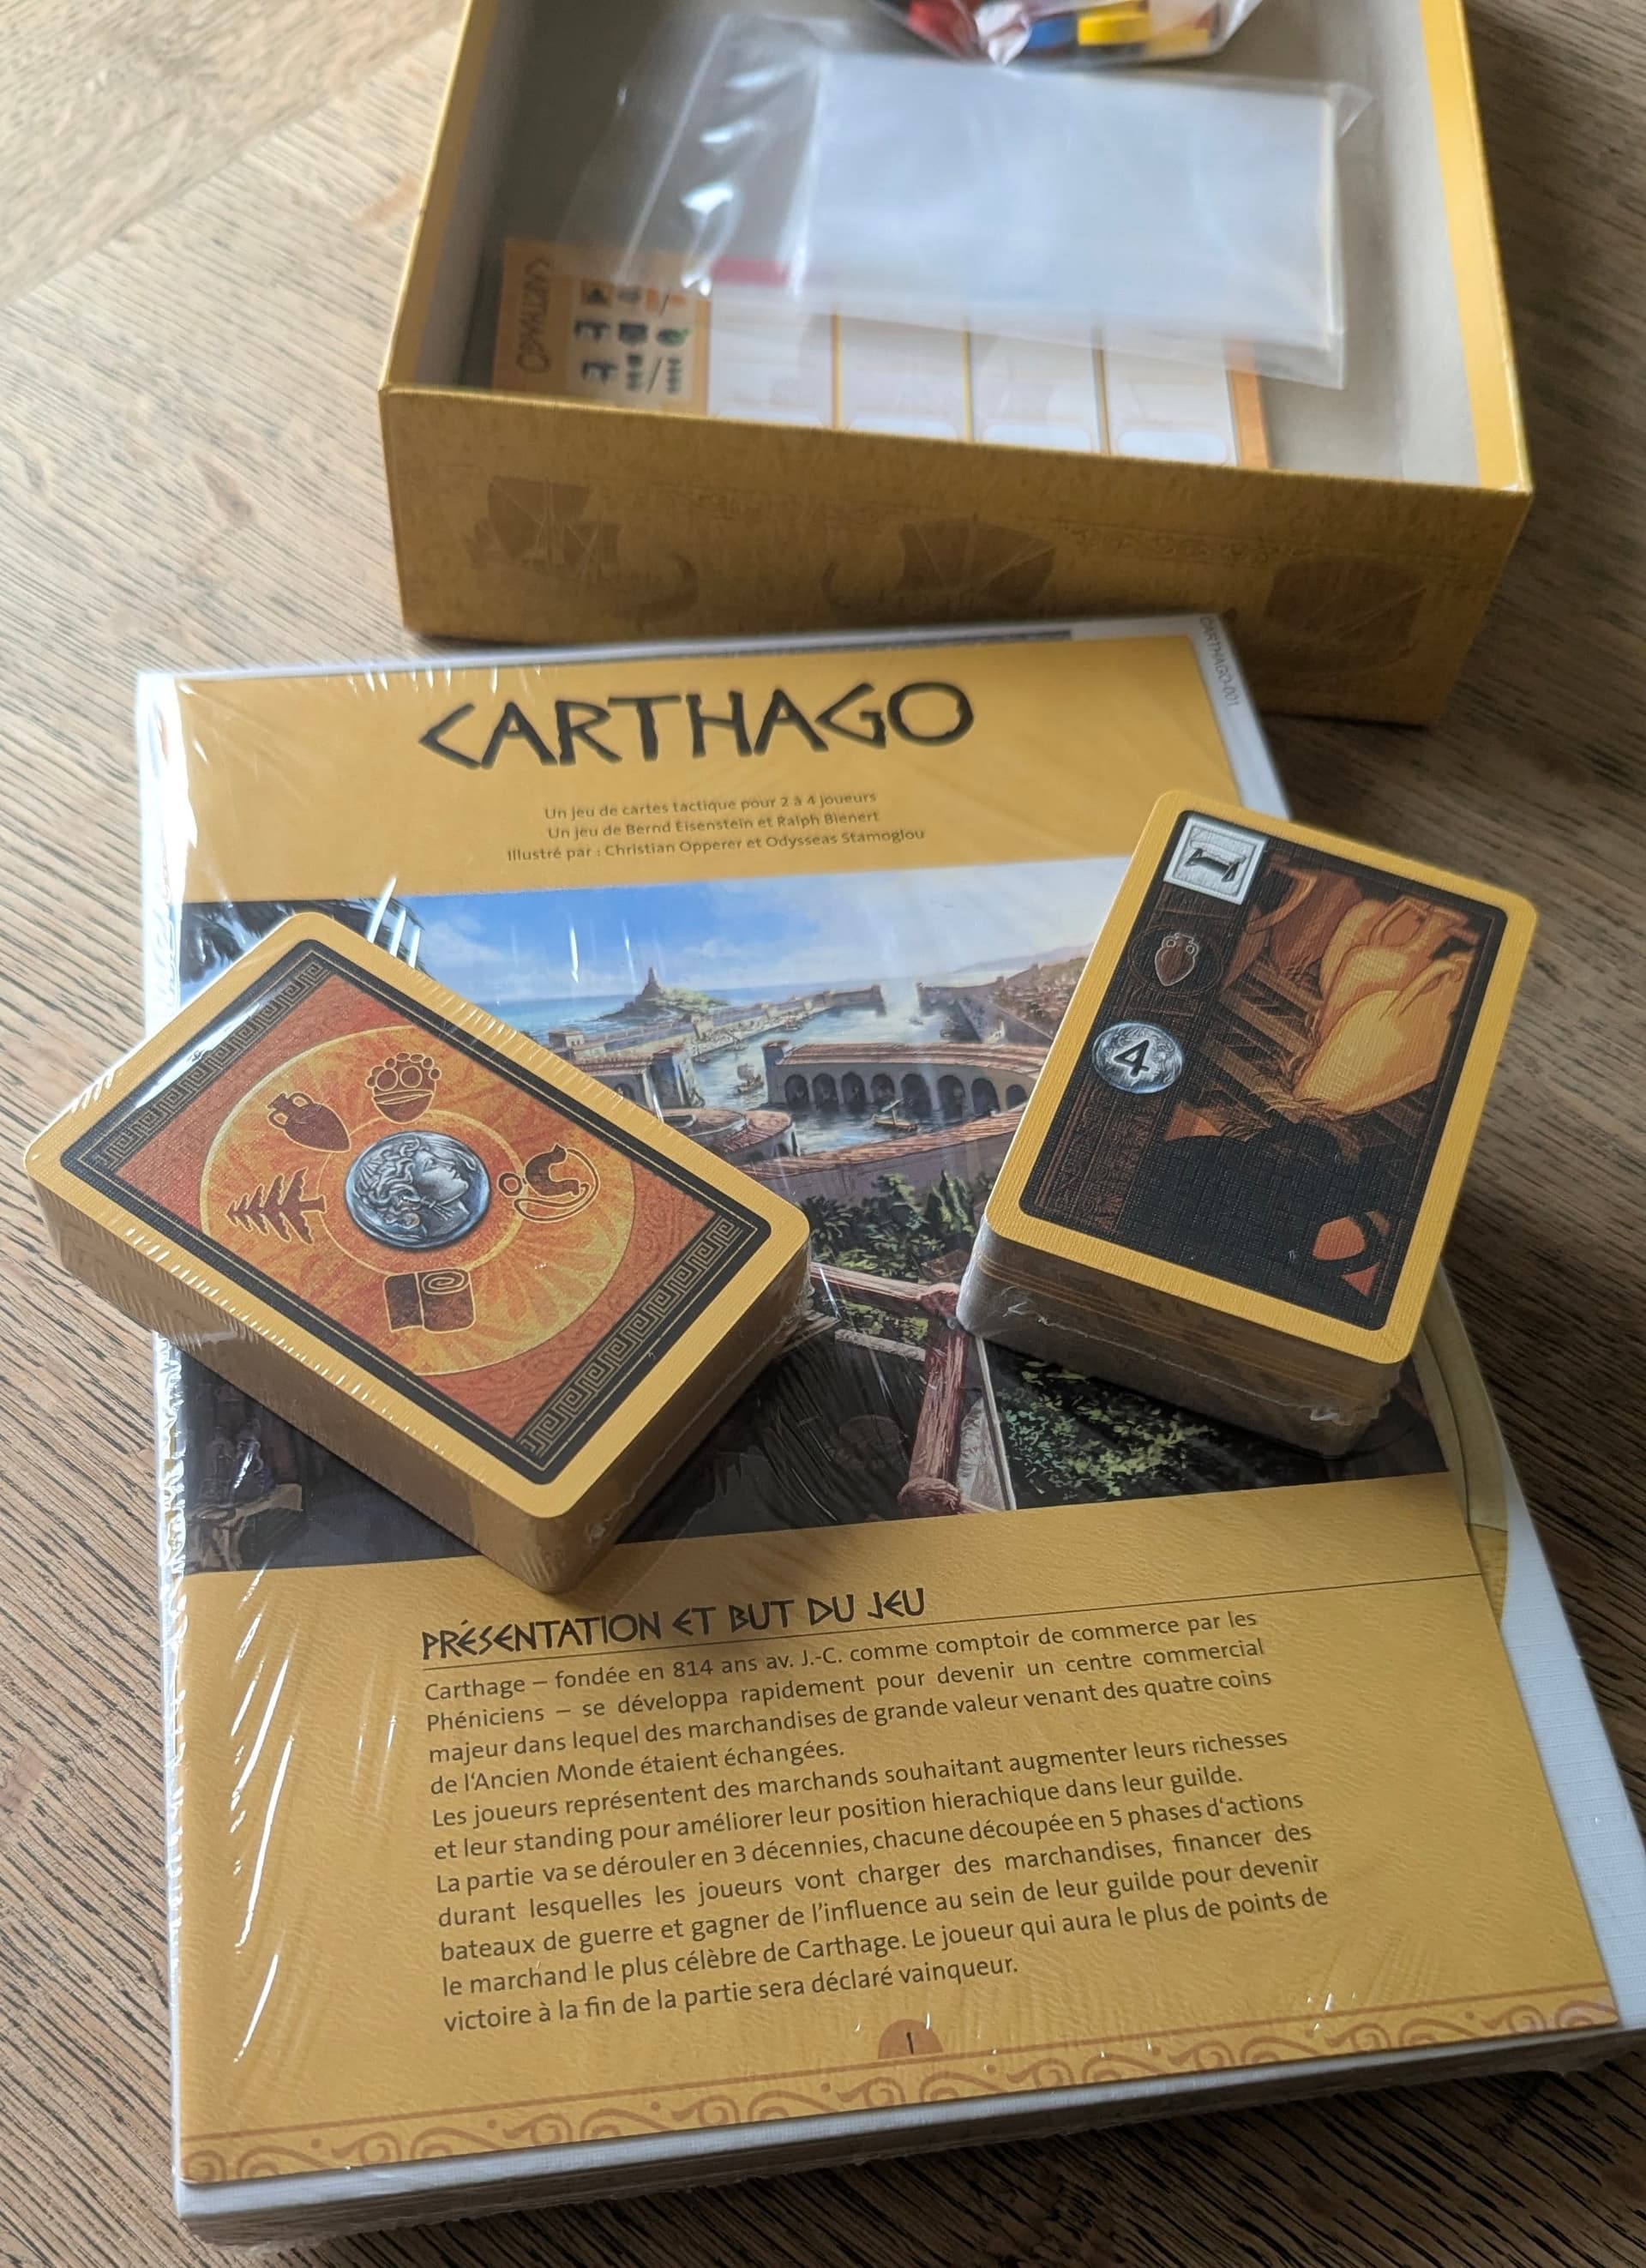 CARTHAGO
CARTHAGO-001
CARTHAGO
Un jeu de cartes tactique pour 2 à 4 joueurs
Un jeu de Bernd Eisenstein et Ralph Bienert
Illustré par : Christian Opperer et Odysseas Stamoglou
4
PRÉSENTATION ET BUT DU JEU
Carthage – fondée en 814 ans av. J.-C. comme comptoir de commerce par les
Phéniciens – se développa rapidement pour devenir un centre commercial
majeur dans lequel des marchandises de grande valeur venant des quatre coins
de l'Ancien Monde étaient échangées.
Les joueurs représentent des marchands souhaitant augmenter leurs richesses
et leur standing pour améliorer leur position hierachique dans leur guilde.
La partie va se dérouler en 3 décennies, chacune découpée en 5 phases d'actions
durant lesquelles les joueurs vont charger des marchandises, financer des
bateaux de guerre et gagner de l'influence au sein de leur guilde pour devenir
le marchand le plus célèbre de Carthage. Le joueur qui aura le plus de points de
victoire à la fin de la partie sera déclaré vainqueur.
1